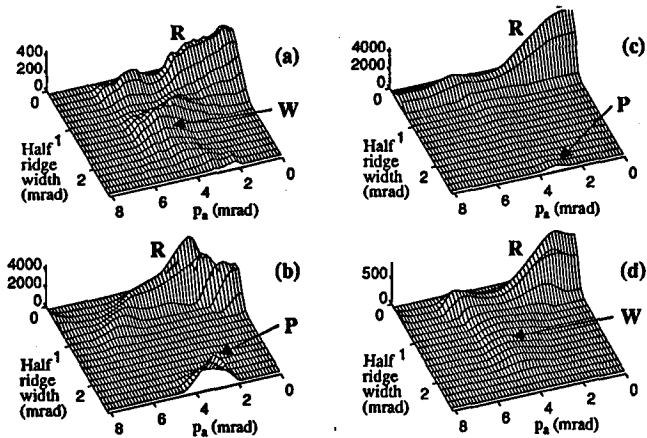 R
400
200
0
(a)
W
0
Half 1
ridge
width 2
(mrad)
8
6
4
2
0
pa (mrad)
R
4000
2000
0
(c)
P
0
Half 1
ridge
width 2
(mrad)
8
6
4
2
0
pa (mrad)
R
4000
2000
0
(b)
P
0
Half 1
ridge
width 2
(mrad)
8
6
4
2
0
pa (mrad)
R
500
0
(d)
W
0
Half 1
ridge
width 2
(mrad)
8
6
4
2
0
pa (mrad)